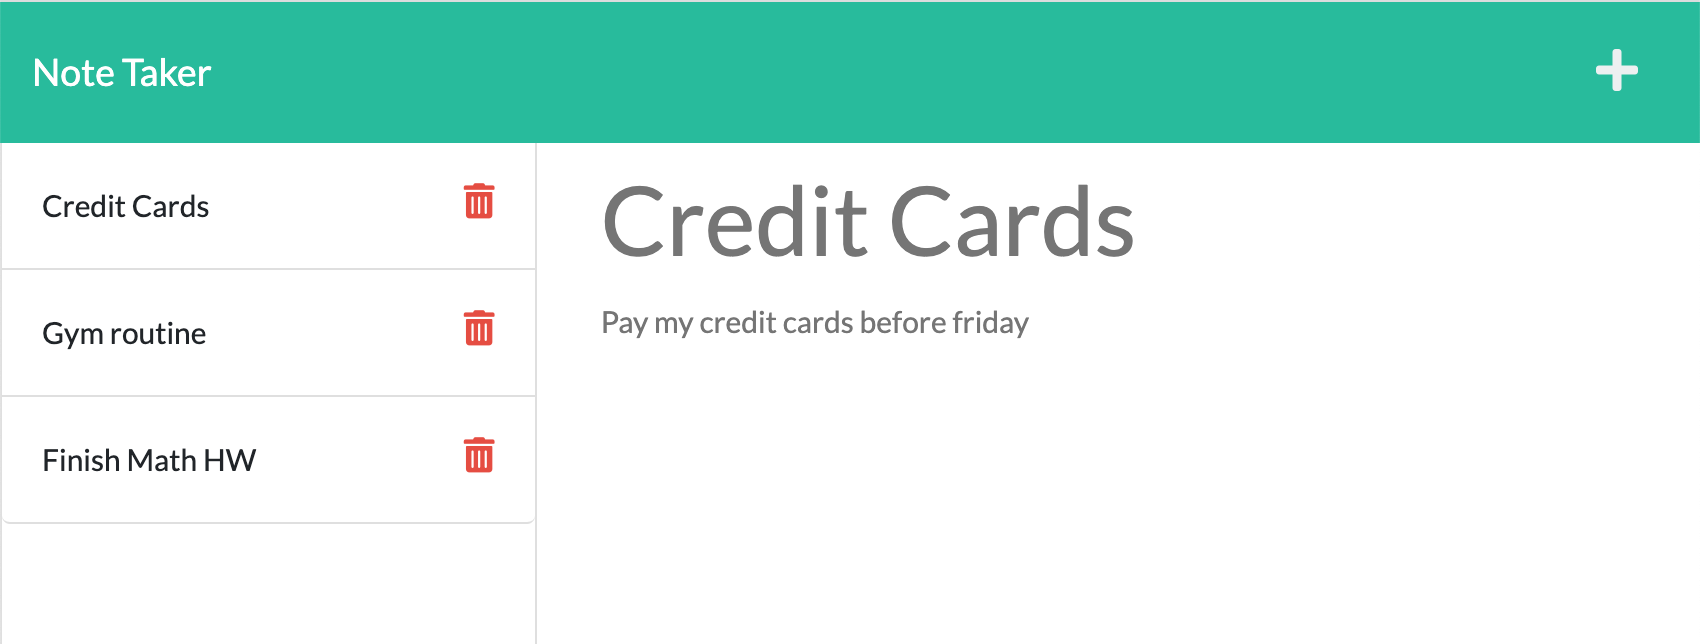 Note Taker
Credit Cards
Gym routine
Finish Math HW
Credit Cards
Pay my credit cards before friday